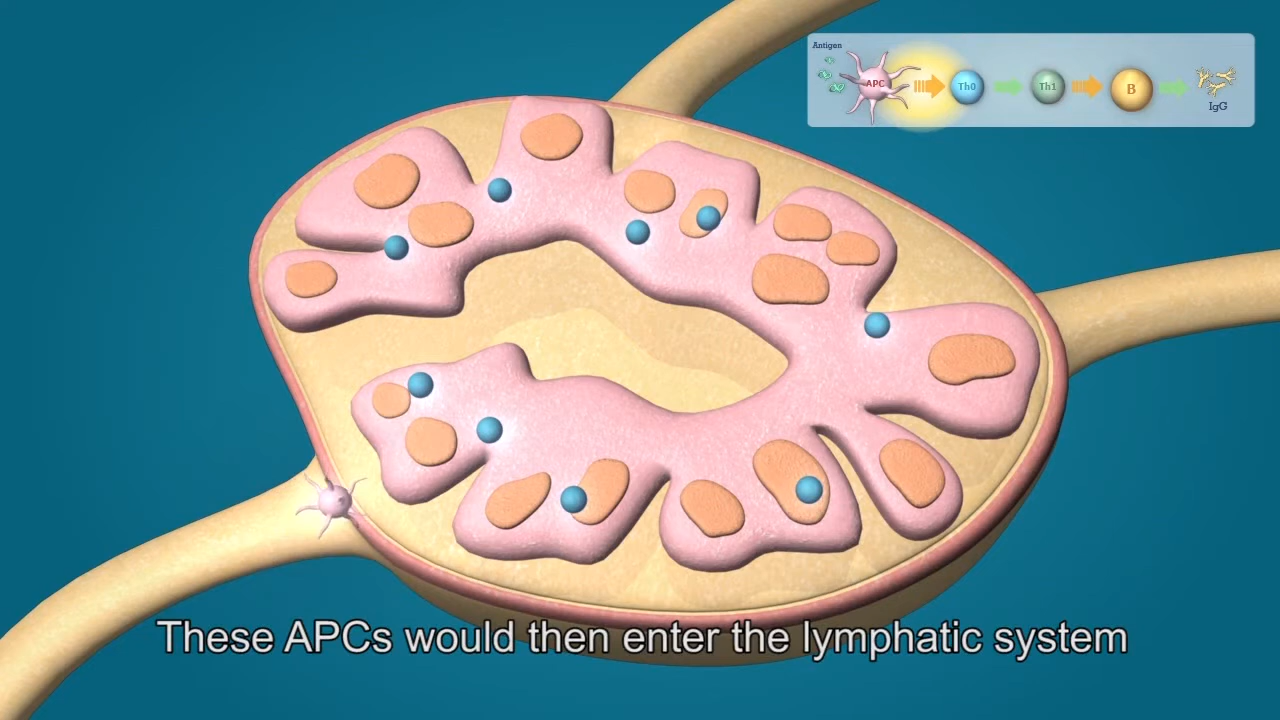 Antigen
APC
Th0
Th1
B
IgG
These APCs would then enter the lymphatic system